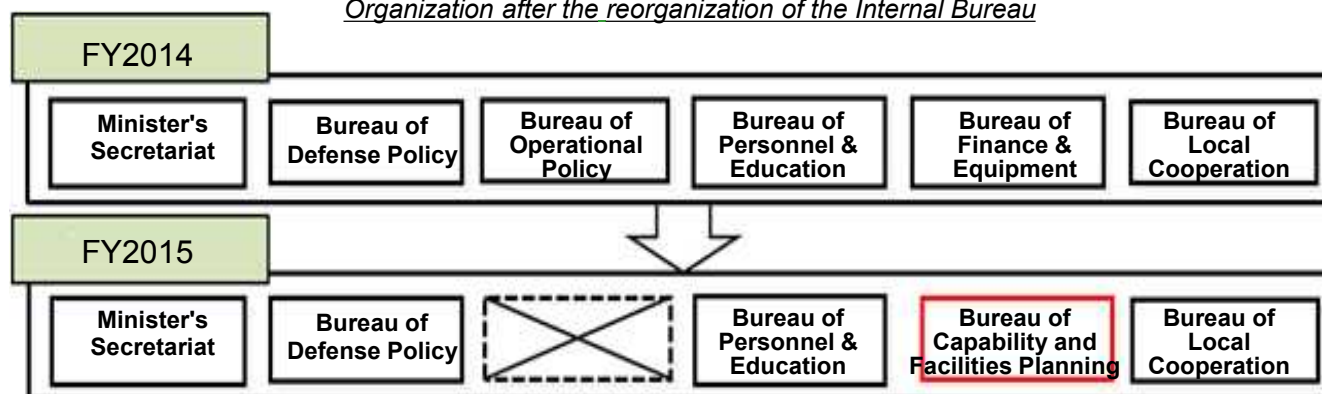 Organization after the reorganization of the Internal Bureau
FY2014
Minister's
Secretariat
Bureau of
Defense Policy
Bureau of
Operational
Policy
Bureau of
Personnel &
Education
Bureau of
Finance &
Equipment
Bureau of
Local
Cooperation
FY2015
Minister's
Secretariat
Bureau of
Defense Policy
Bureau of
Personnel &
Education
Bureau of
Capability and
Facilities Planning
Bureau of
Local
Cooperation